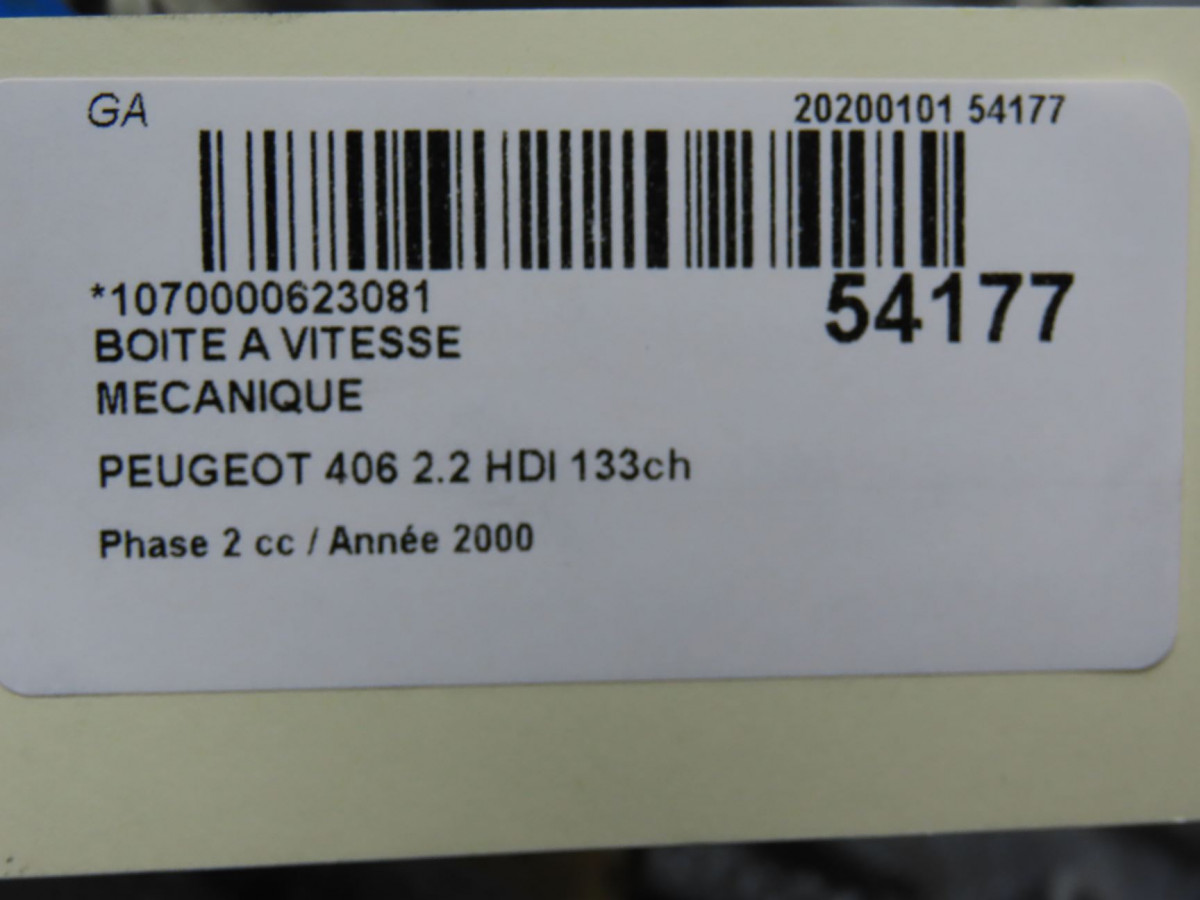 GA 20200101 54177
*1070000623081 54177
BOITE A VITESSE
MECANIQUE
PEUGEOT 406 2.2 HDI 133ch
Phase 2 cc / Année 2000